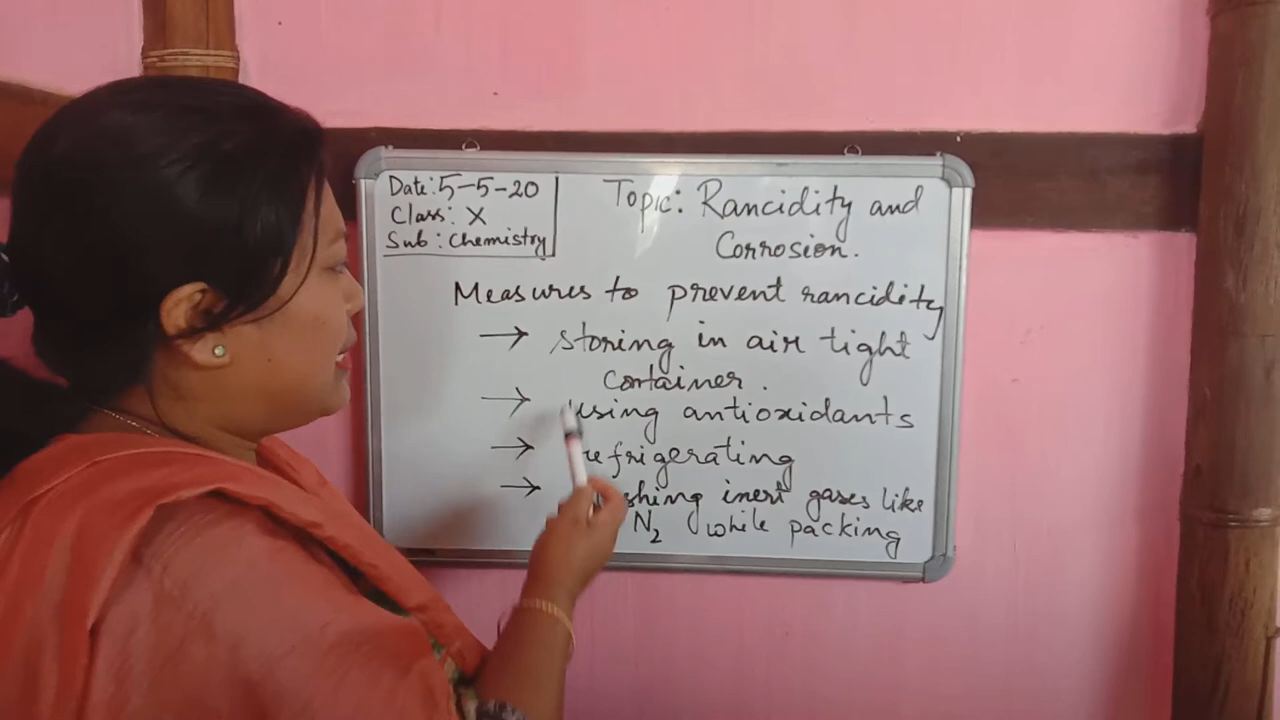 Date: 5-5-20
Class: X
Sub: Chemistry
Topic: Rancidity and
Corrosion.
Measures to prevent rancidity
→ storing in air tight
container.
→ using antioxidants
→ refrigerating
→ inert gases like
N₂ while packing